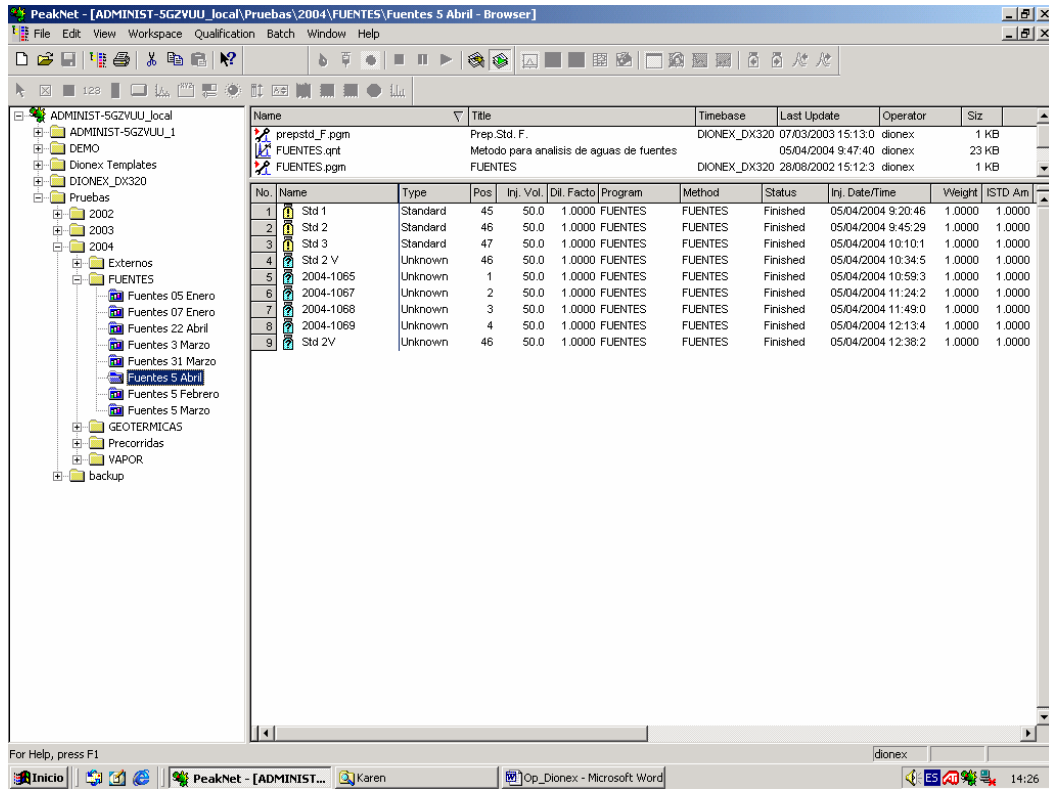 PeakNet - [ADMINIST-5GZVUU_local\Pruebas\2004\FUENTES\Fuentes 5 Abril - Browser]
File Edit View Workspace Qualification Batch Window Help
123
ADMINIST-5GZVUU_local
ADMINIST-5GZVUU_1
DEMO
Dionex Templates
DIONEX_DX320
Pruebas
2002
2003
2004
Externos
FUENTES
Fuentes 05 Enero
Fuentes 07 Enero
Fuentes 22 Abril
Fuentes 3 Marzo
Fuentes 31 Marzo
Fuentes 5 Abril
Fuentes 5 Febrero
Fuentes 5 Marzo
GEOTERMICAS
Precorridas
VAPOR
backup
Name Title Timebase Last Update Operator Siz
prepstd_F.pgm Prep.Std. F. DIONEX_DX320 07/03/2003 15:13:0 dionex 1 KB
FUENTES.qnt Metodo para analisis de aguas de fuentes 05/04/2004 9:47:40 dionex 23 KB
FUENTES.pgm FUENTES DIONEX_DX320 28/08/2002 15:12:3 dionex 1 KB
No. Name Type Pos Inj. Vol. Dil. Facto Program Method Status Inj. Date/Time Weight ISTD Am
1 Std 1 Standard 45 50.0 1.0000 FUENTES FUENTES Finished 05/04/2004 9:20:46 1.0000 1.0000
2 Std 2 Standard 46 50.0 1.0000 FUENTES FUENTES Finished 05/04/2004 9:45:29 1.0000 1.0000
3 Std 3 Standard 47 50.0 1.0000 FUENTES FUENTES Finished 05/04/2004 10:10:1 1.0000 1.0000
4 Std 2 V Unknown 46 50.0 1.0000 FUENTES FUENTES Finished 05/04/2004 10:34:5 1.0000 1.0000
5 2004-1065 Unknown 1 50.0 1.0000 FUENTES FUENTES Finished 05/04/2004 10:59:3 1.0000 1.0000
6 2004-1067 Unknown 2 50.0 1.0000 FUENTES FUENTES Finished 05/04/2004 11:24:2 1.0000 1.0000
7 2004-1068 Unknown 3 50.0 1.0000 FUENTES FUENTES Finished 05/04/2004 11:49:0 1.0000 1.0000
8 2004-1069 Unknown 4 50.0 1.0000 FUENTES FUENTES Finished 05/04/2004 12:13:4 1.0000 1.0000
9 Std 2V Unknown 46 50.0 1.0000 FUENTES FUENTES Finished 05/04/2004 12:38:2 1.0000 1.0000
For Help, press F1 dionex
Inicio PeakNet - [ADMINIST... Karen Op_Dionex - Microsoft Word ES 14:26